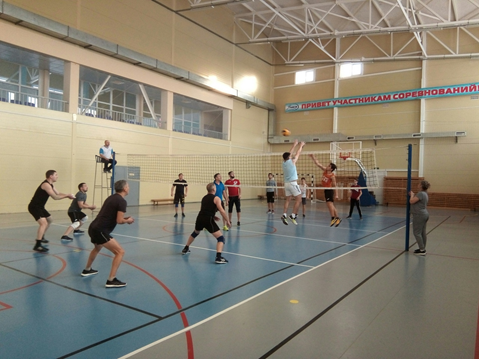 ПРИВЕТ УЧАСТНИКАМ СОРЕВНОВАНИЙ!